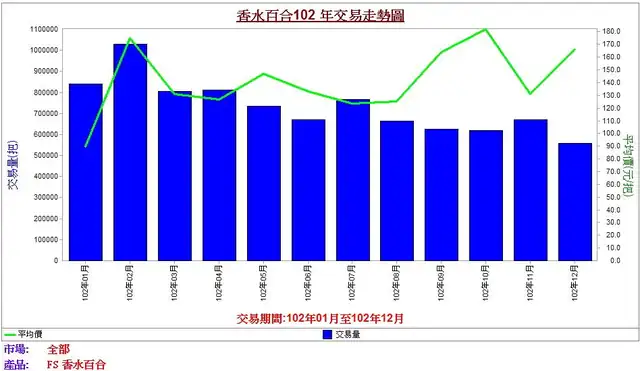 香水百合102 年交易走勢圖
1100000
1000000
900000
800000
700000
600000
500000
400000
300000
200000
100000
0
交易量(把)
180.0
170.0
160.0
150.0
140.0
130.0
120.0
110.0
100.0
90.0
80.0
70.0
60.0
50.0
40.0
30.0
20.0
10.0
0.0
平均價(元/把)
102年01月
102年02月
102年03月
102年04月
102年05月
102年06月
102年07月
102年08月
102年09月
102年10月
102年11月
102年12月
交易期間:102年01月至102年12月
平均價
交易量
市場: 全部
產品: FS 香水百合